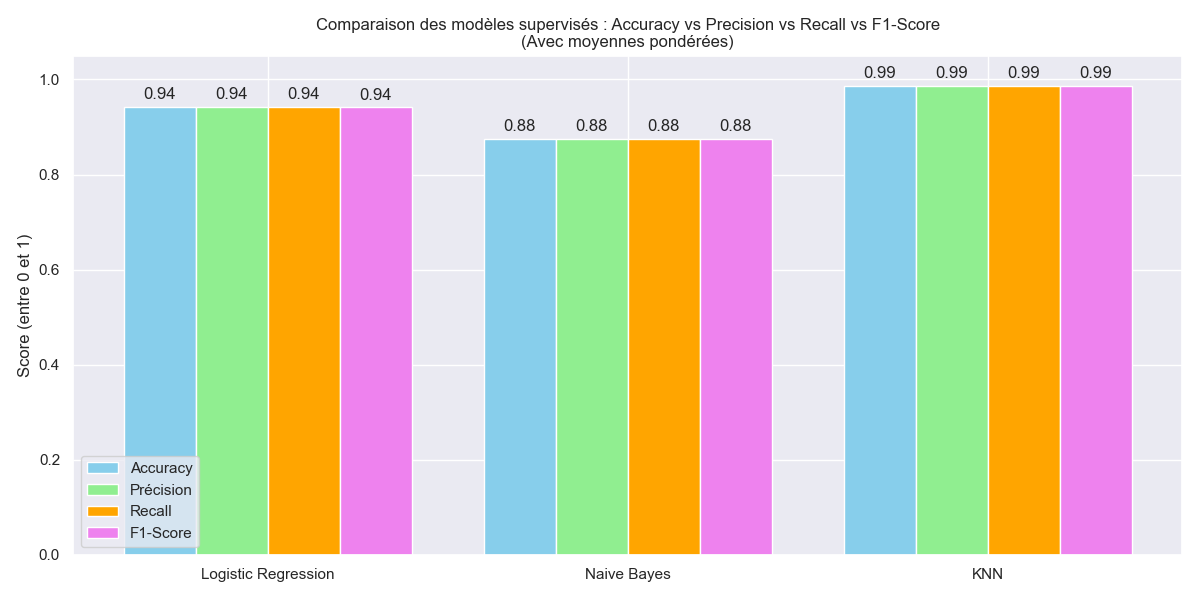 Comparaison des modèles supervisés : Accuracy vs Precision vs Recall vs F1-Score
(Avec moyennes pondérées)
Score (entre 0 et 1)
1.0
0.8
0.6
0.4
0.2
0.0
0.94 0.94 0.94 0.94
0.88 0.88 0.88 0.88
0.99 0.99 0.99 0.99
Accuracy
Précision
Recall
F1-Score
Logistic Regression
Naive Bayes
KNN